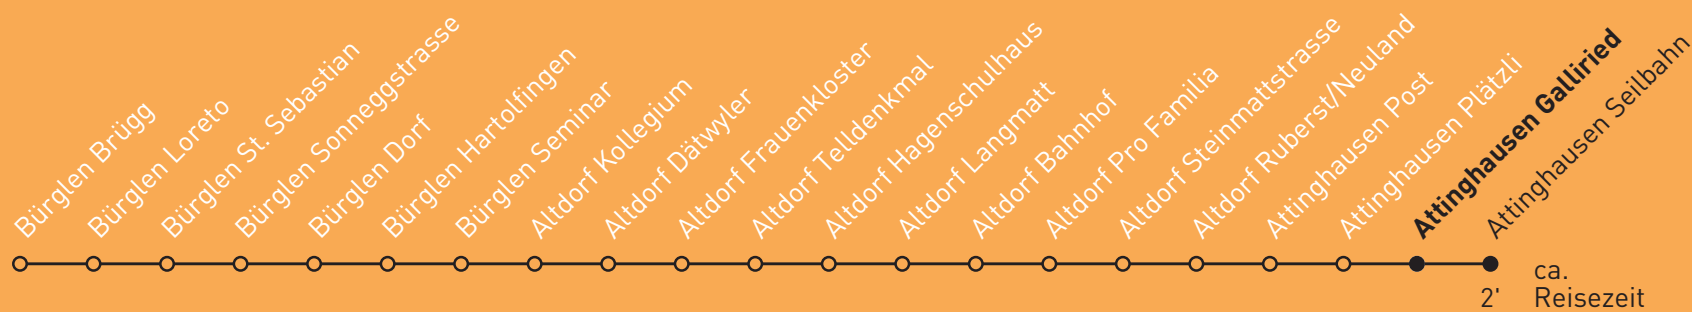 Bürglen Brügg
Bürglen Loreto
Bürglen St. Sebastian
Bürglen Sonneggstrasse
Bürglen Dorf
Bürglen Hartolfingen
Bürglen Seminar
Altdorf Kollegium
Altdorf Dätwyler
Altdorf Frauenkloster
Altdorf Telldenkmal
Altdorf Hagenschulhaus
Altdorf Langmatt
Altdorf Bahnhof
Altdorf Pro Familia
Altdorf Steinmattstrasse
Altdorf Ruberst/Neuland
Attinghausen Post
Attinghausen Plätzli
Attinghausen Galliried
Attinghausen Seilbahn
ca.
2' Reisezeit